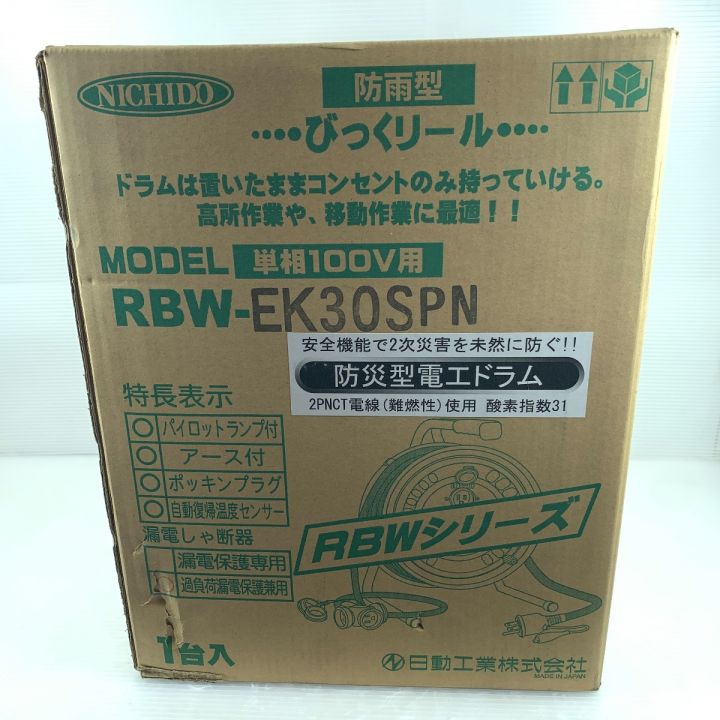 NICHIDO
防雨型
····びっくリール····
ドラムは置いたままコンセントのみ持っていける。
高所作業や、移動作業に最適！！
MODEL 単相100V用
RBW-EK30SPN
安全機能で2次災害を未然に防ぐ!!
防災型電工ドラム
2PNCT電線(難燃性)使用 酸素指数31
特長表示
○ パイロットランプ付
○ アース付
○ ポッキンプラグ
○ 自動復帰温度センサー
漏電しゃ断器
漏電保護専用
○ 過負荷漏電保護兼用
RBWシリーズ
1台入
日動工業株式会社
MADE IN JAPAN